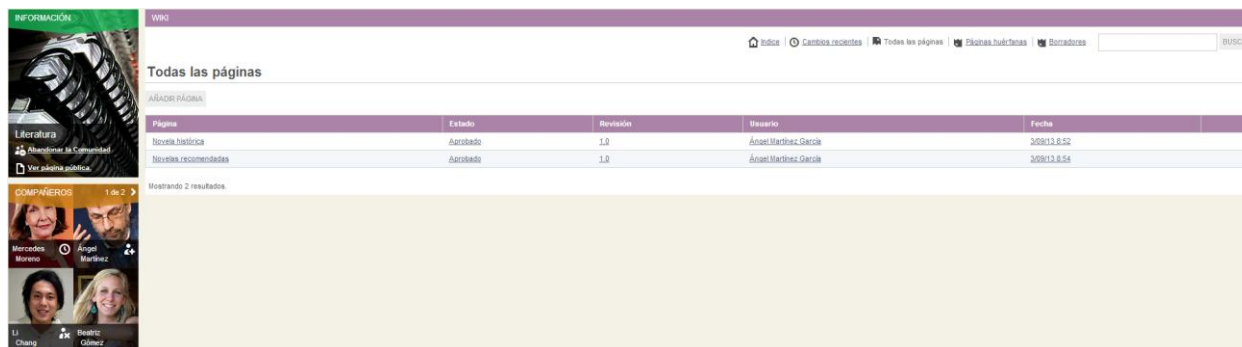 INFORMACIÓN
Literatura
Abandonar la Comunidad
Ver página pública.
COMPAÑEROS 1 de 2
Mercedes Moreno
Ángel Martínez
Li Chang
Beatriz Gómez
WIKI
Indice Cambios recientes Todas las páginas Páginas huérfanas Borradores BUSC
Todas las páginas
AÑADIR PÁGINA
Página Estado Revisión Usuario Fecha
Novela histórica Aprobado 1.0 Ángel Martínez García 3/09/13 8:52
Novelas recomendadas Aprobado 1.0 Ángel Martínez García 3/09/13 8:54
Mostrando 2 resultados.